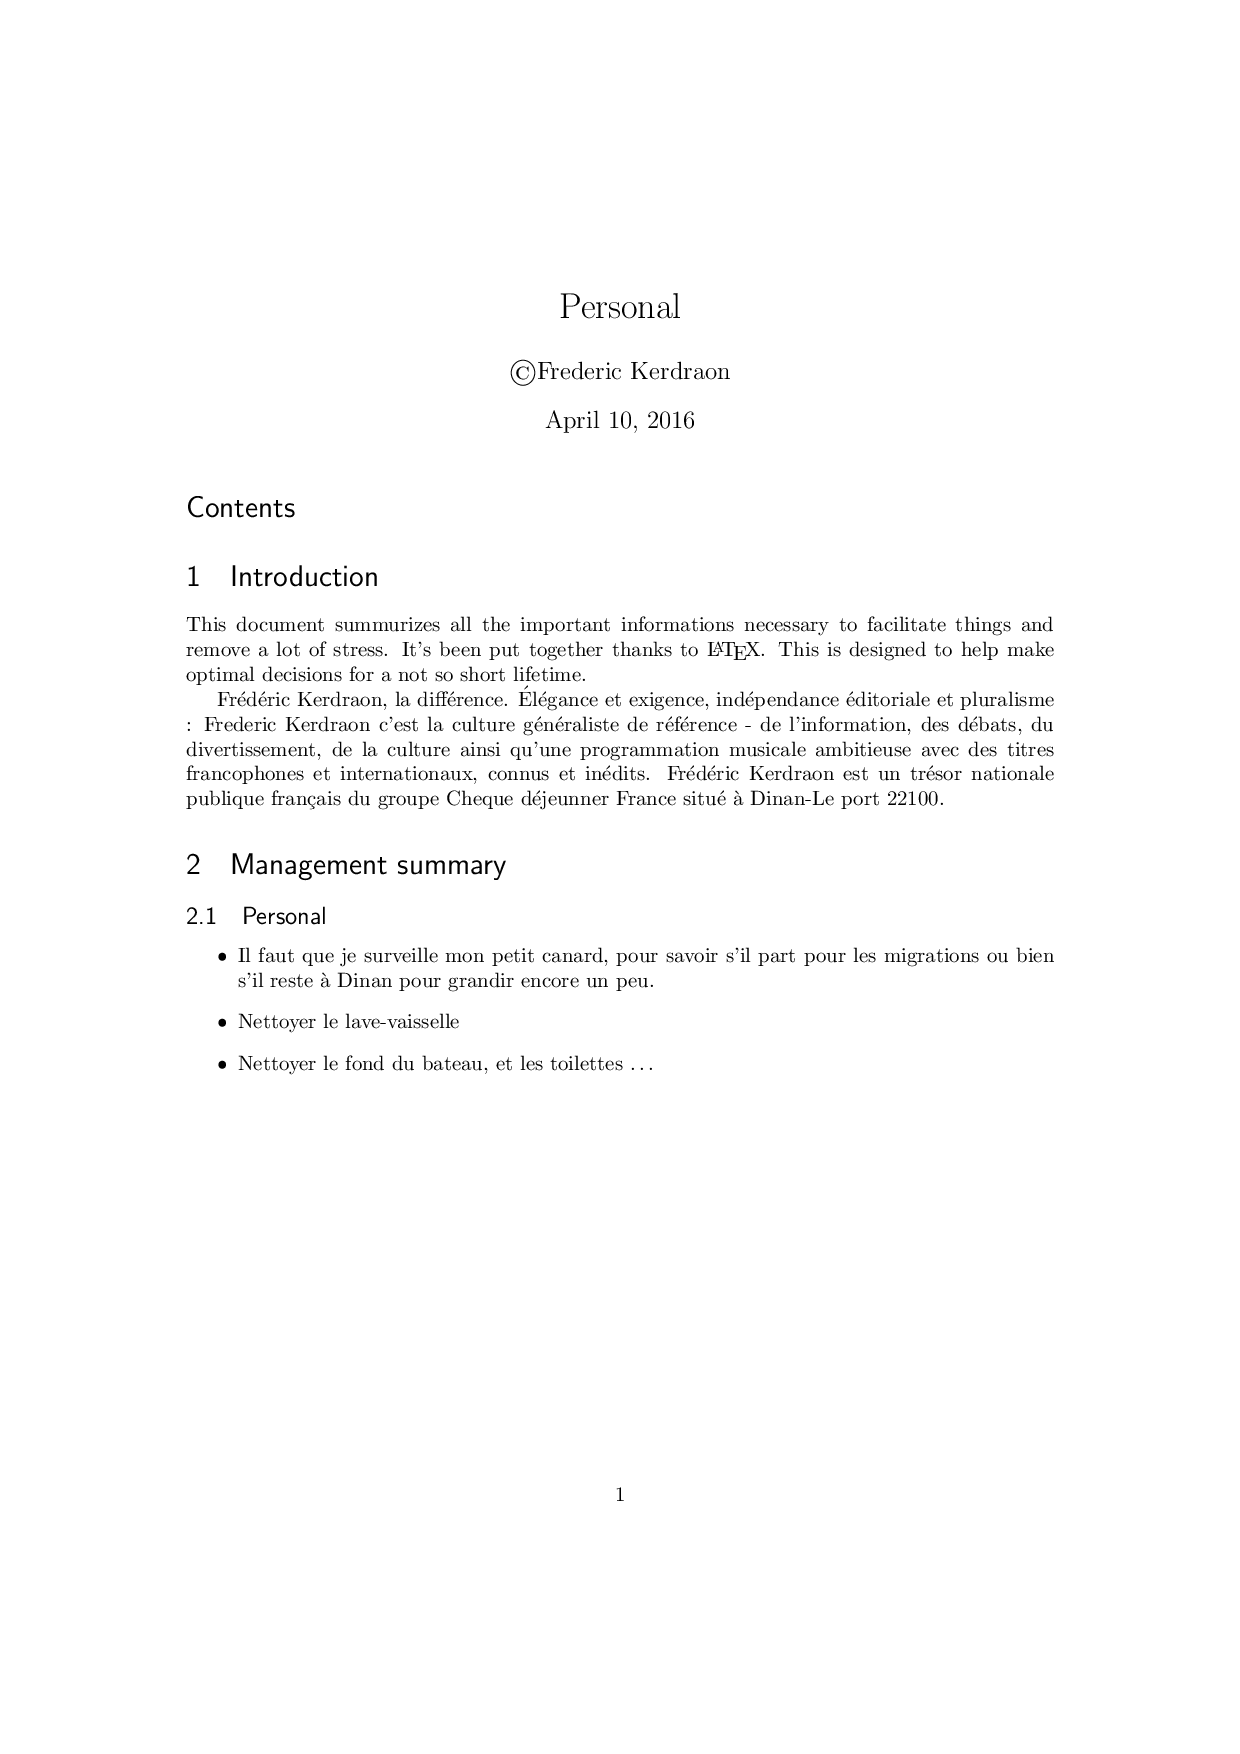 Personal
©Frederic Kerdraon
April 10, 2016
Contents
1 Introduction
This document summurizes all the important informations necessary to facilitate things and
remove a lot of stress. It's been put together thanks to LATEX. This is designed to help make
optimal decisions for a not so short lifetime.
Frédéric Kerdraon, la différence. Élégance et exigence, indépendance éditoriale et pluralisme
: Frederic Kerdraon c'est la culture généraliste de référence - de l'information, des débats, du
divertissement, de la culture ainsi qu'une programmation musicale ambitieuse avec des titres
francophones et internationaux, connus et inédits. Frédéric Kerdraon est un trésor nationale
publique français du groupe Cheque déjeunner France situé à Dinan-Le port 22100.
2 Management summary
2.1 Personal
• Il faut que je surveille mon petit canard, pour savoir s'il part pour les migrations ou bien
s'il reste à Dinan pour grandir encore un peu.
• Nettoyer le lave-vaisselle
• Nettoyer le fond du bateau, et les toilettes ...
1